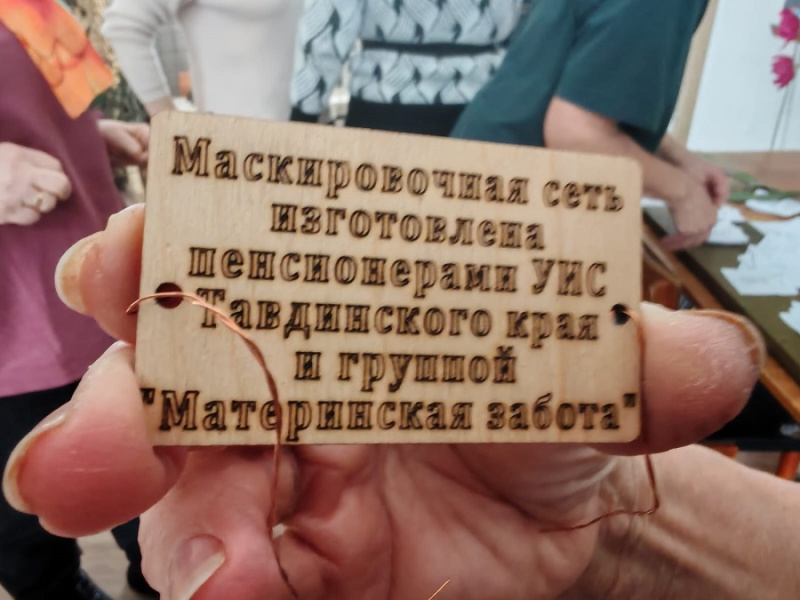 Маскировочная сеть
изготовлена
пенсионерами УИС
Тавдинского края
и группой
"Материнская забота"